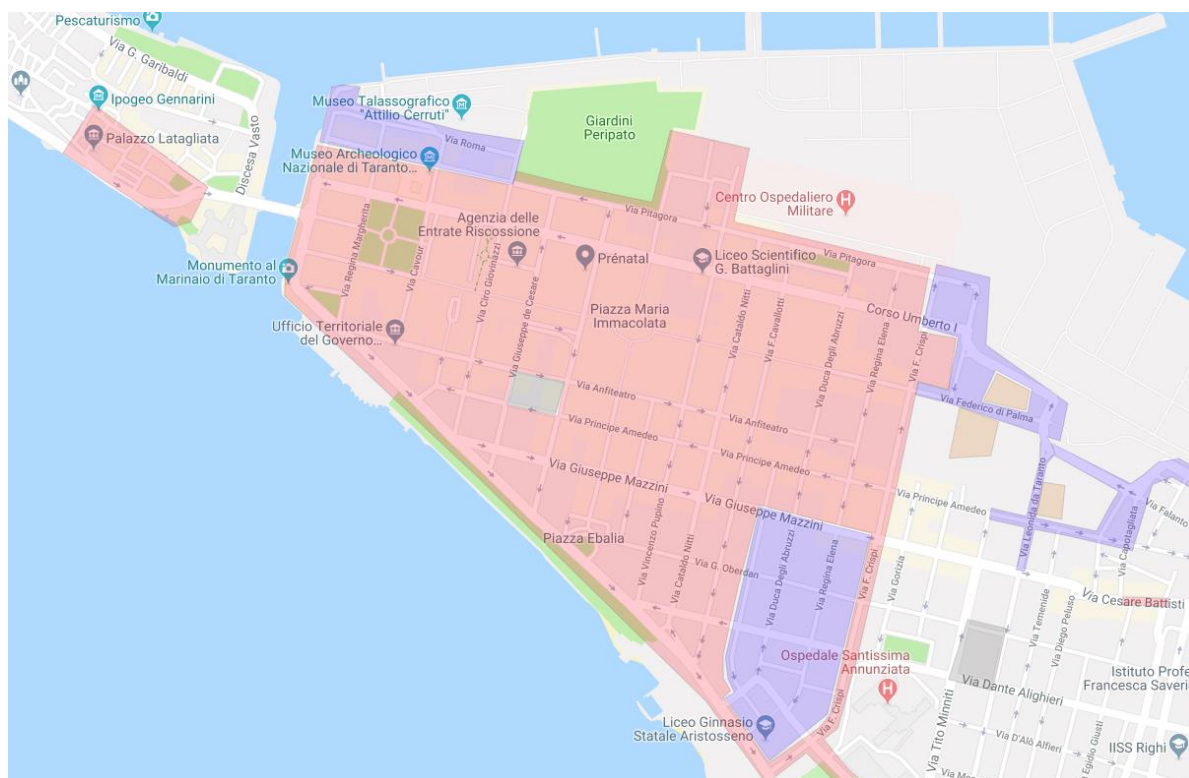 Pescaturismo
Via G. Garibaldi
Ipogeo Gennarini
Palazzo Latagliata
Discesa Vasto
Museo Talassografico
"Attilio Cerruti"
Via Roma
Giardini
Peripato
Museo Archeologico
Nazionale di Taranto...
Centro Ospedaliero
Militare
H
Via Pitagora
Via Pitagora
Agenzia delle
Entrate Riscossione
Prénatal
Liceo Scientifico
G. Battaglini
Monumento al
Marinaio di Taranto
Via Regina Margherita
Via Cavour
Via Ciro Giovinazzi
Via Giuseppe de Cesare
Piazza Maria
Immacolata
Corso Umberto I
Via Cataldo Nitti
Via F. Cavallotti
Via Duca Degli Abruzzi
Via Regina Elena
Via F. Crispi
Ufficio Territoriale
del Governo...
Via Anfiteatro
Via Anfiteatro
Via Federico di Palma
Via Principe Amedeo
Via Principe Amedeo
Via Principe Amedeo
Via Giuseppe Mazzini
Via Giuseppe Mazzini
Via Leonida da Taranto
Via Capotagliata
Via Falanto
Piazza Ebalia
Via Vincenzo Pupino
Via Cataldo Nitti
Via G. Oberdan
Via Duca Degli Abruzzi
Via Regina Elena
Via F. Crispi
Via Gorizia
Via Cesare Battisti
Via Temenide
Via Diego Peluso
Ospedale Santissima
Annunziata
H
Via Dante Alighieri
Istituto Profe
Francesca Saveri
Liceo Ginnasio
Statale Aristosseno
Via F. Crispi
Via Tito Minniti
Via D'Alò Alfieri
Egidio Giusti
IISS Righi